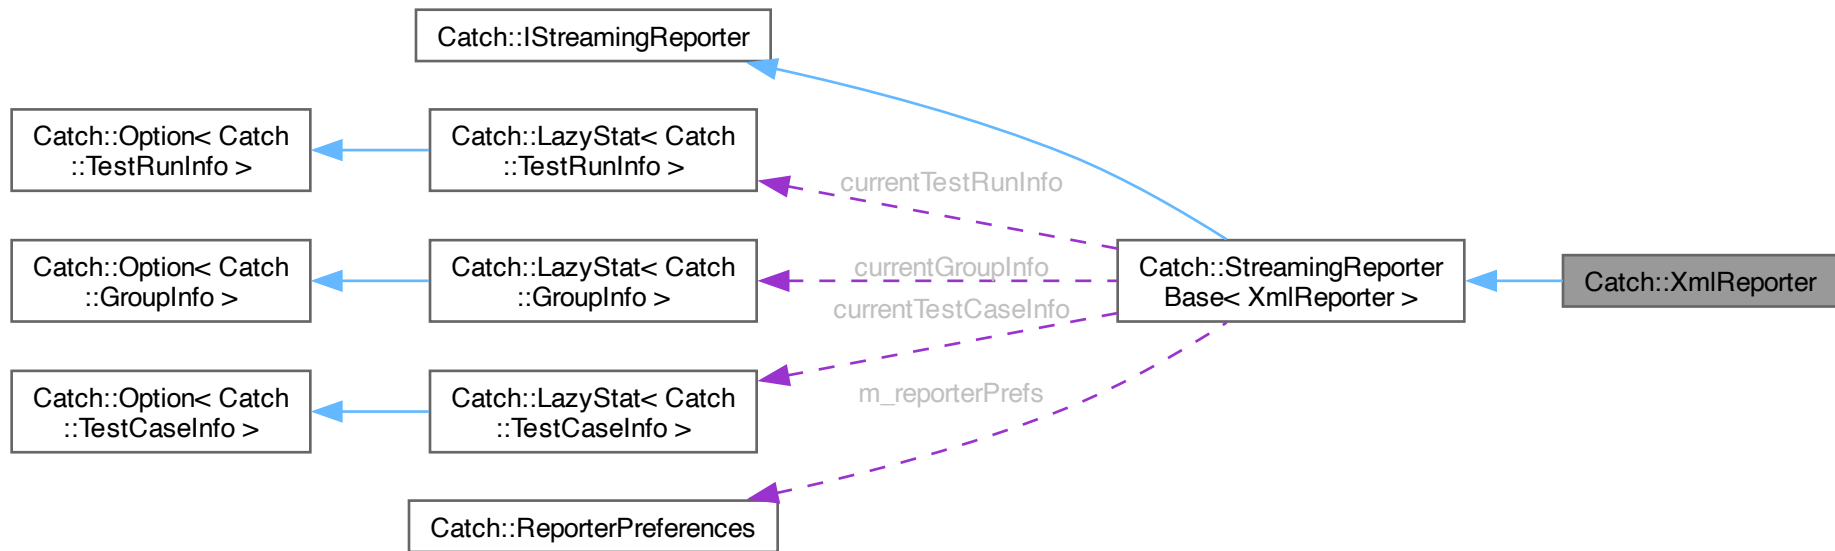 Catch::IStreamingReporter
Catch::Option< Catch
::TestRunInfo >
Catch::LazyStat< Catch
::TestRunInfo >
currentTestRunInfo
Catch::Option< Catch
::GroupInfo >
Catch::LazyStat< Catch
::GroupInfo >
currentGroupInfo
Catch::StreamingReporter
Base< XmlReporter >
Catch::XmlReporter
currentTestCaseInfo
Catch::Option< Catch
::TestCaseInfo >
Catch::LazyStat< Catch
::TestCaseInfo >
m_reporterPrefs
Catch::ReporterPreferences